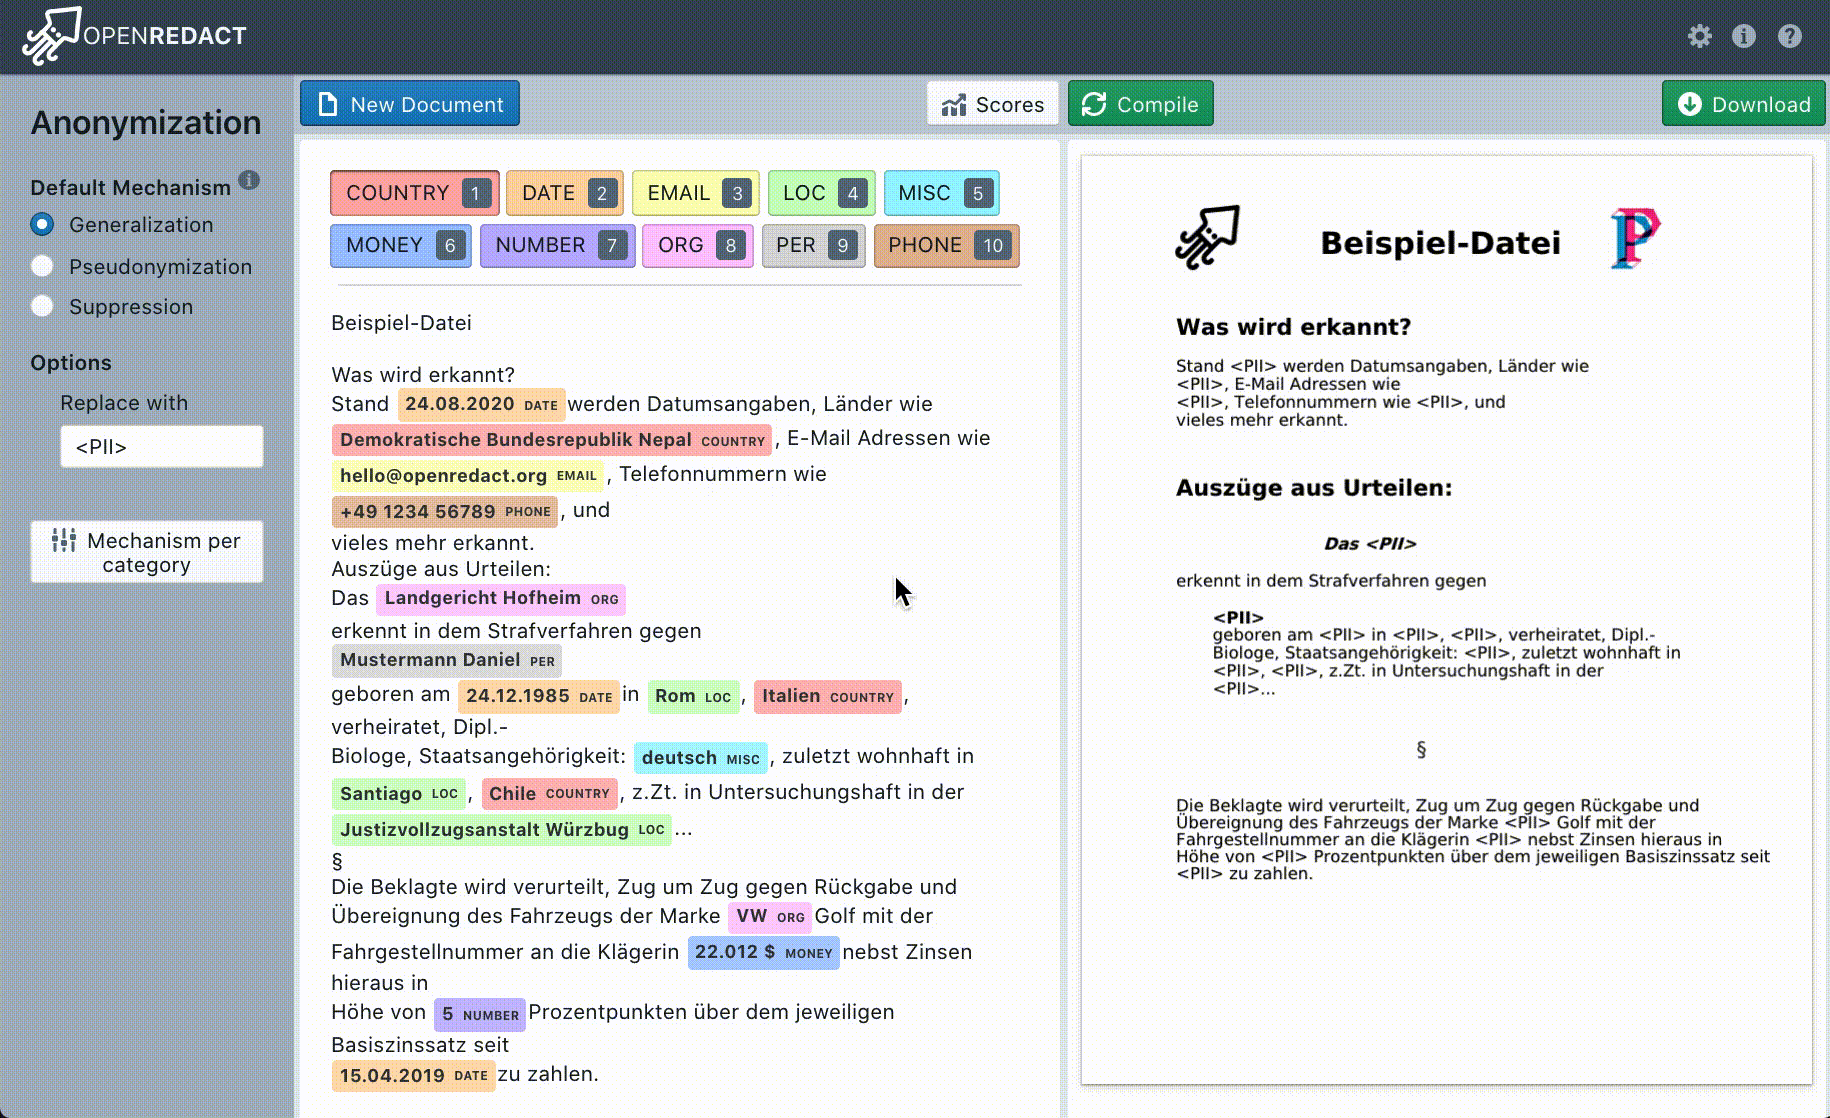 OPENREDACT
Anonymization
Default Mechanism
Generalization
Pseudonymization
Suppression
Options
Replace with
<PII>
Mechanism per
category
New Document
Scores
Compile
Download
COUNTRY 1 DATE 2 EMAIL 3 LOC 4 MISC 5
MONEY 6 NUMBER 7 ORG 8 PER 9 PHONE 10
Beispiel-Datei
Was wird erkannt?
Stand 24.08.2020 DATE werden Datumsangaben, Länder wie
Demokratische Bundesrepublik Nepal COUNTRY , E-Mail Adressen wie
hello@openredact.org EMAIL , Telefonnummern wie
+49 1234 56789 PHONE , und
vieles mehr erkannt.
Auszüge aus Urteilen:
Das Landgericht Hofheim ORG
erkennt in dem Strafverfahren gegen
Mustermann Daniel PER
geboren am 24.12.1985 DATE in Rom LOC , Italien COUNTRY ,
verheiratet, Dipl.-
Biologe, Staatsangehörigkeit: deutsch MISC , zuletzt wohnhaft in
Santiago LOC , Chile COUNTRY , z.Zt. in Untersuchungshaft in der
Justizvollzugsanstalt Würzbug LOC ...
§
Die Beklagte wird verurteilt, Zug um Zug gegen Rückgabe und
Übereignung des Fahrzeugs der Marke VW ORG Golf mit der
Fahrgestellnummer an die Klägerin 22.012 $ MONEY nebst Zinsen
hieraus in
Höhe von 5 NUMBER Prozentpunkten über dem jeweiligen
Basiszinssatz seit
15.04.2019 DATE zu zahlen.
Beispiel-Datei
Was wird erkannt?
Stand <PII> werden Datumsangaben, Länder wie
<PII>, E-Mail Adressen wie
<PII>, Telefonnummern wie <PII>, und
vieles mehr erkannt.
Auszüge aus Urteilen:
Das <PII>
erkennt in dem Strafverfahren gegen
<PII>
geboren am <PII> in <PII>, <PII>, verheiratet, Dipl.-
Biologe, Staatsangehörigkeit: <PII>, zuletzt wohnhaft in
<PII>, <PII>, z.Zt. in Untersuchungshaft in der
<PII>...
§
Die Beklagte wird verurteilt, Zug um Zug gegen Rückgabe und
Übereignung des Fahrzeugs der Marke <PII> Golf mit der
Fahrgestellnummer an die Klägerin <PII> nebst Zinsen hieraus in
Höhe von <PII> Prozentpunkten über dem jeweiligen Basiszinssatz seit
<PII> zu zahlen.